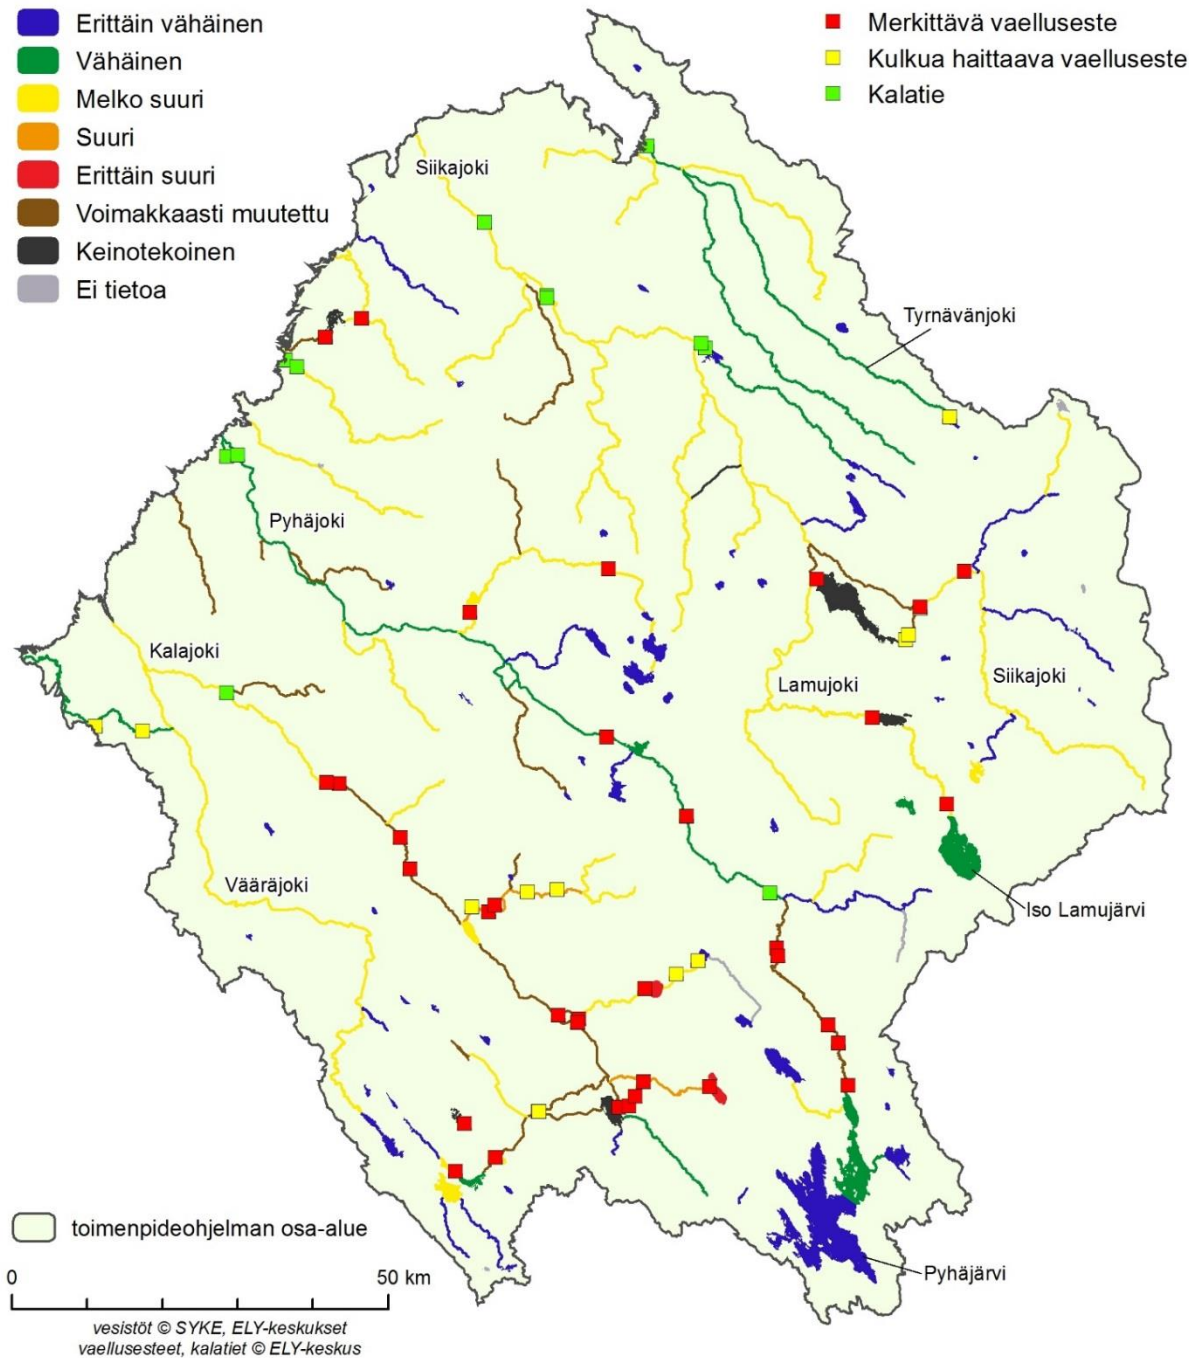 Erittäin vähäinen
Vähäinen
Melko suuri
Suuri
Erittäin suuri
Voimakkaasti muutettu
Keinotekoinen
Ei tietoa
Merkittävä vaelluseste
Kulkua haittaava vaelluseste
Kalatie
Siikajoki
Tyrnävänjoki
Pyhäjoki
Kalajoki
Lamujoki
Siikajoki
Vääräjoki
Iso Lamujärvi
Pyhäjärvi
toimenpideohjelman osa-alue
0 50 km
vesistöt © SYKE, ELY-keskukset
vaellusesteet, kalatiet © ELY-keskus